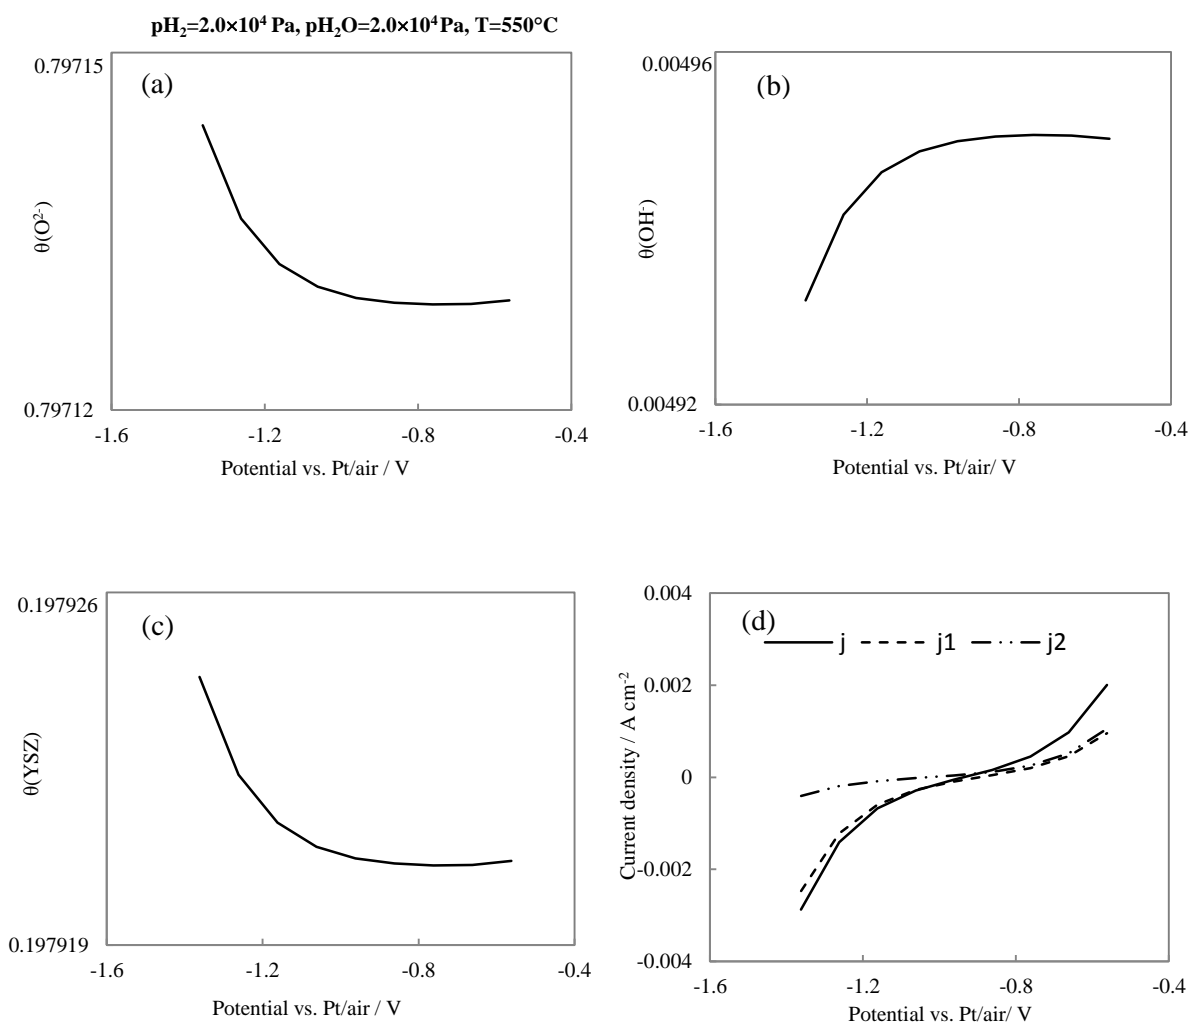 pH₂=2.0×10⁴ Pa, pH₂O=2.0×10⁴ Pa, T=550°C
(a)
0.79715
θ(O²⁻)
0.79712
-1.6 -1.2 -0.8 -0.4
Potential vs. Pt/air / V
(b)
0.00496
θ(OH⁻)
0.00492
-1.6 -1.2 -0.8 -0.4
Potential vs. Pt/air/ V
(c)
0.197926
θ(YSZ)
0.197919
-1.6 -1.2 -0.8 -0.4
Potential vs. Pt/air / V
(d)
j j1 j2
0.004
0.002
0
-0.002
-0.004
Current density / A cm⁻²
-1.6 -1.2 -0.8 -0.4
Potential vs. Pt/air/ V